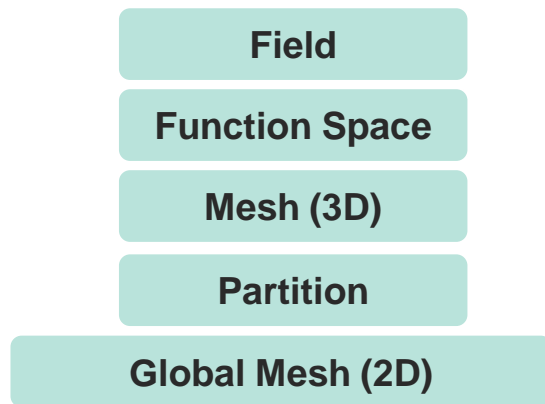 Field
Function Space
Mesh (3D)
Partition
Global Mesh (2D)